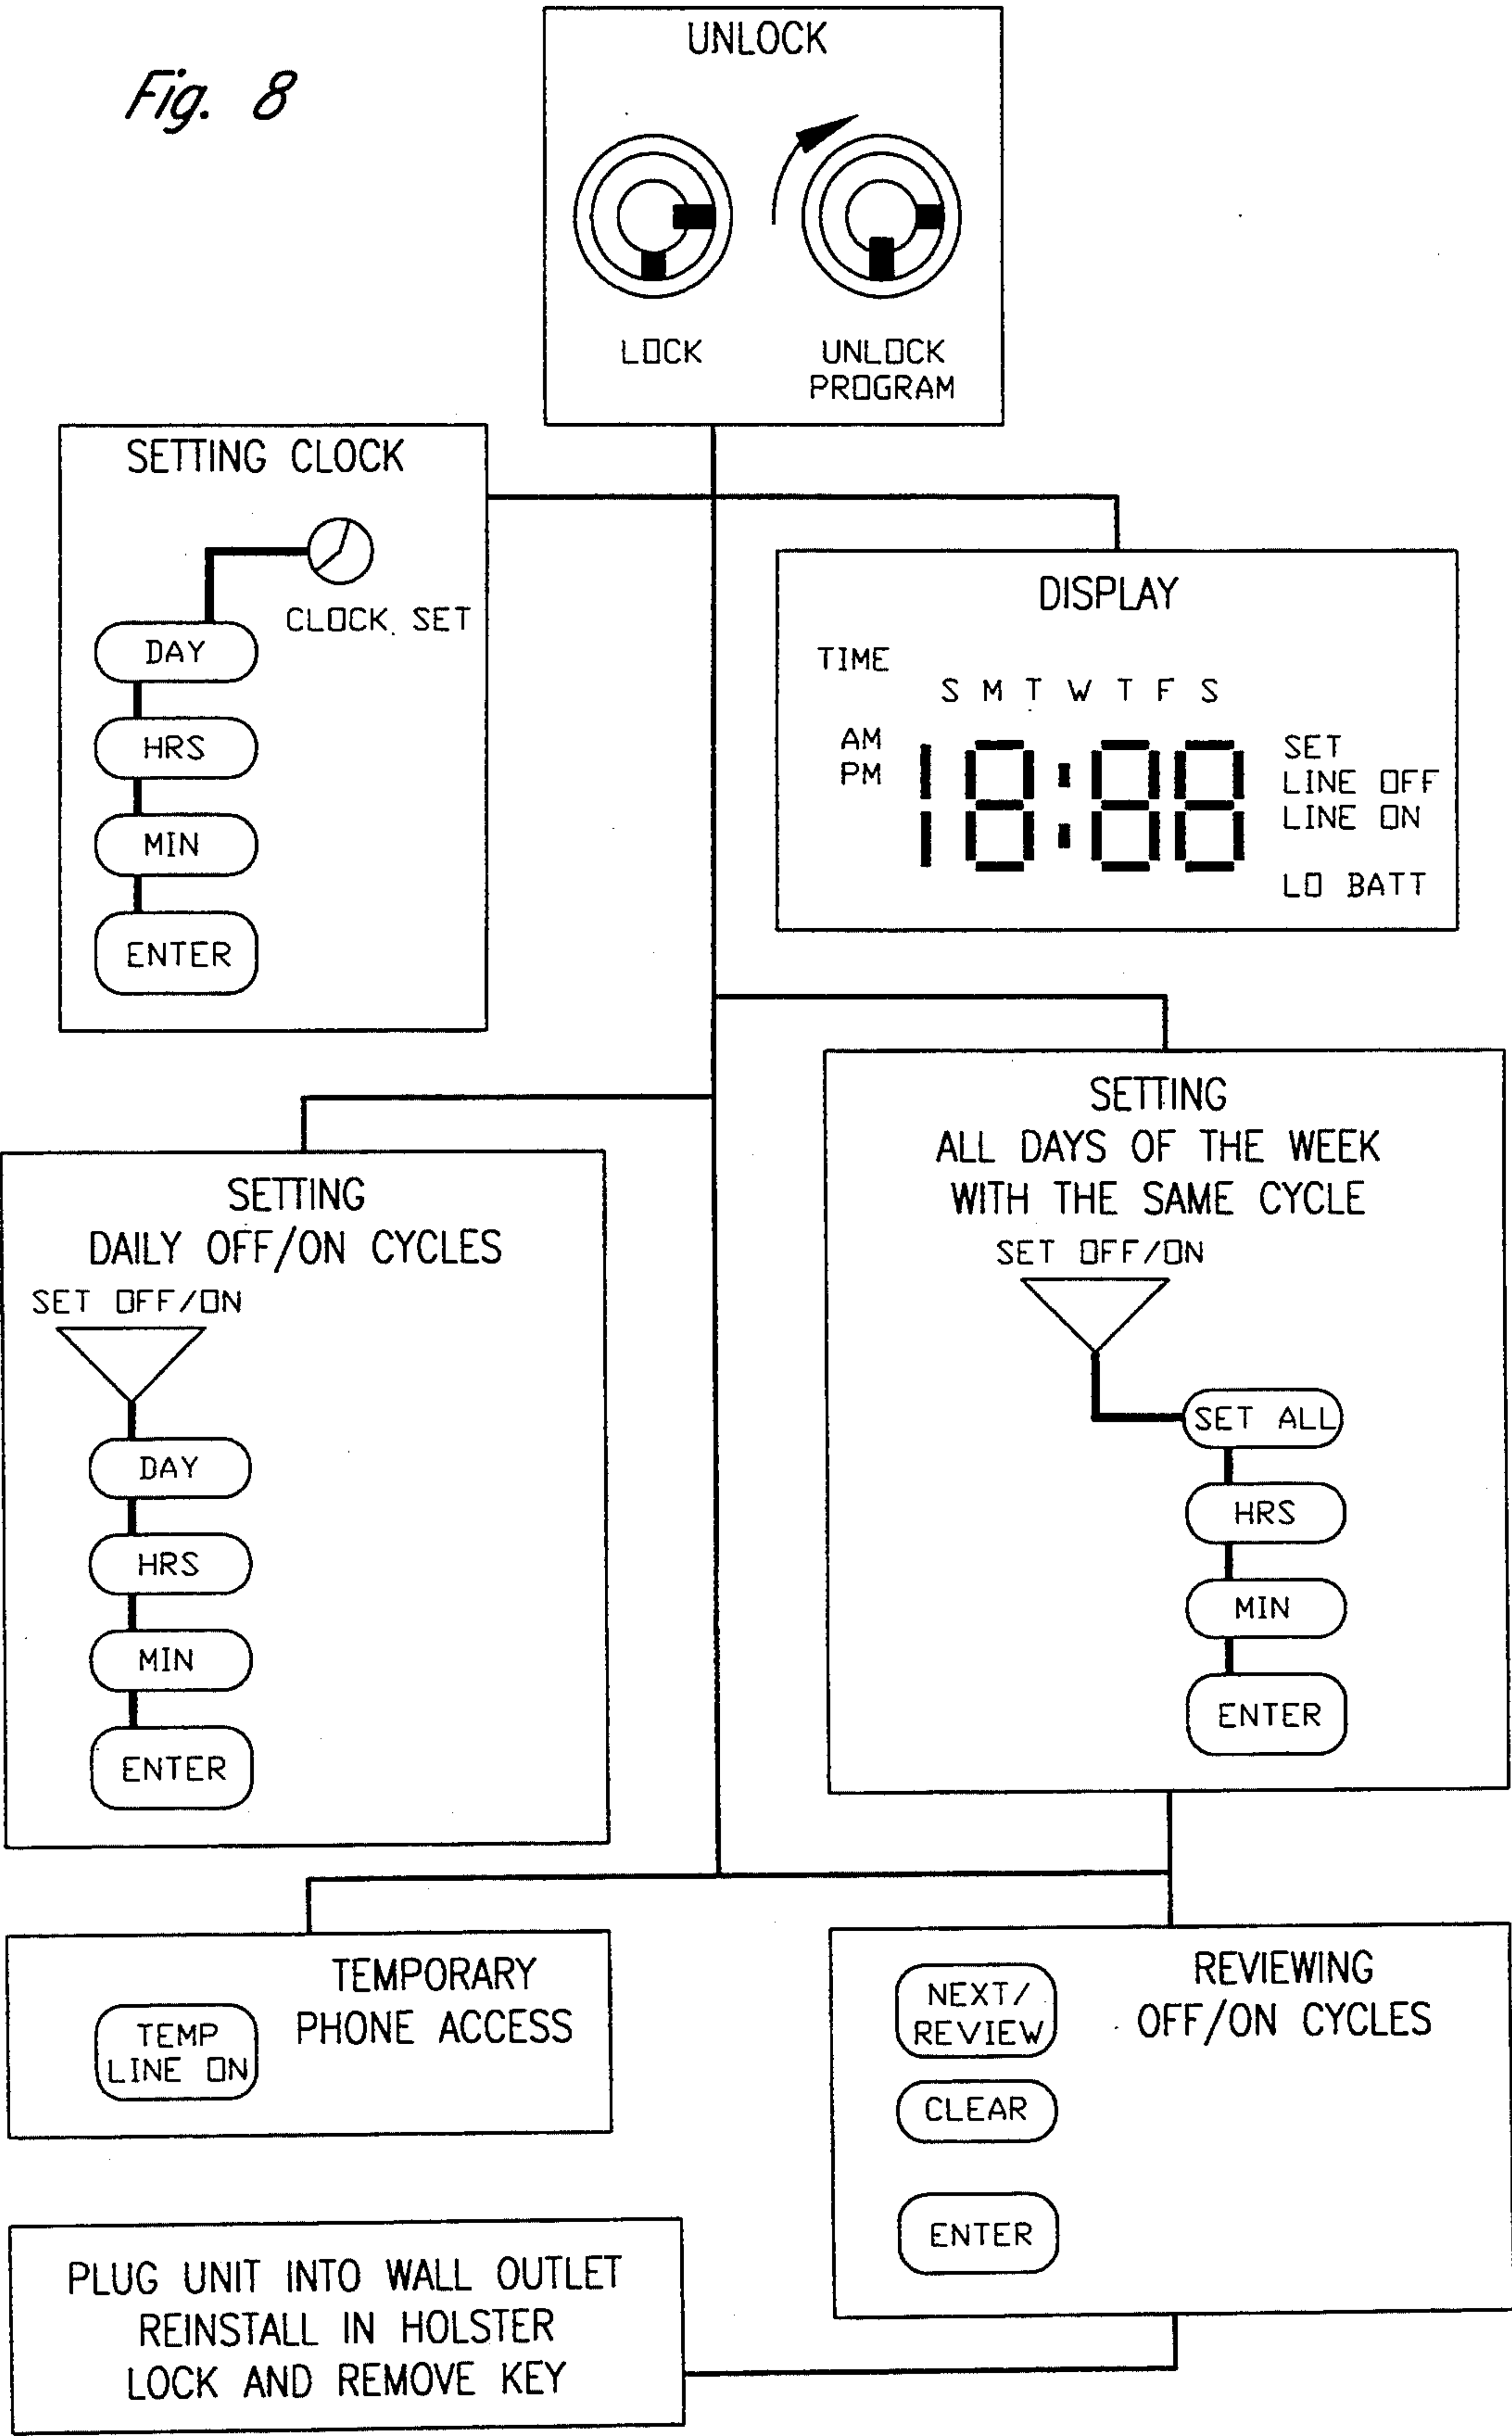 Fig. 8
UNLOCK
LOCK
UNLOCK
PROGRAM
SETTING CLOCK
CLOCK SET
DAY
HRS
MIN
ENTER
DISPLAY
TIME
S M T W T F S
AM
PM
18:88
SET
LINE OFF
LINE ON
LO BATT
SETTING
DAILY OFF/ON CYCLES
SET OFF/ON
DAY
HRS
MIN
ENTER
SETTING
ALL DAYS OF THE WEEK
WITH THE SAME CYCLE
SET OFF/ON
SET ALL
HRS
MIN
ENTER
TEMPORARY
PHONE ACCESS
TEMP
LINE ON
REVIEWING
OFF/ON CYCLES
NEXT/
REVIEW
CLEAR
ENTER
PLUG UNIT INTO WALL OUTLET
REINSTALL IN HOLSTER
LOCK AND REMOVE KEY